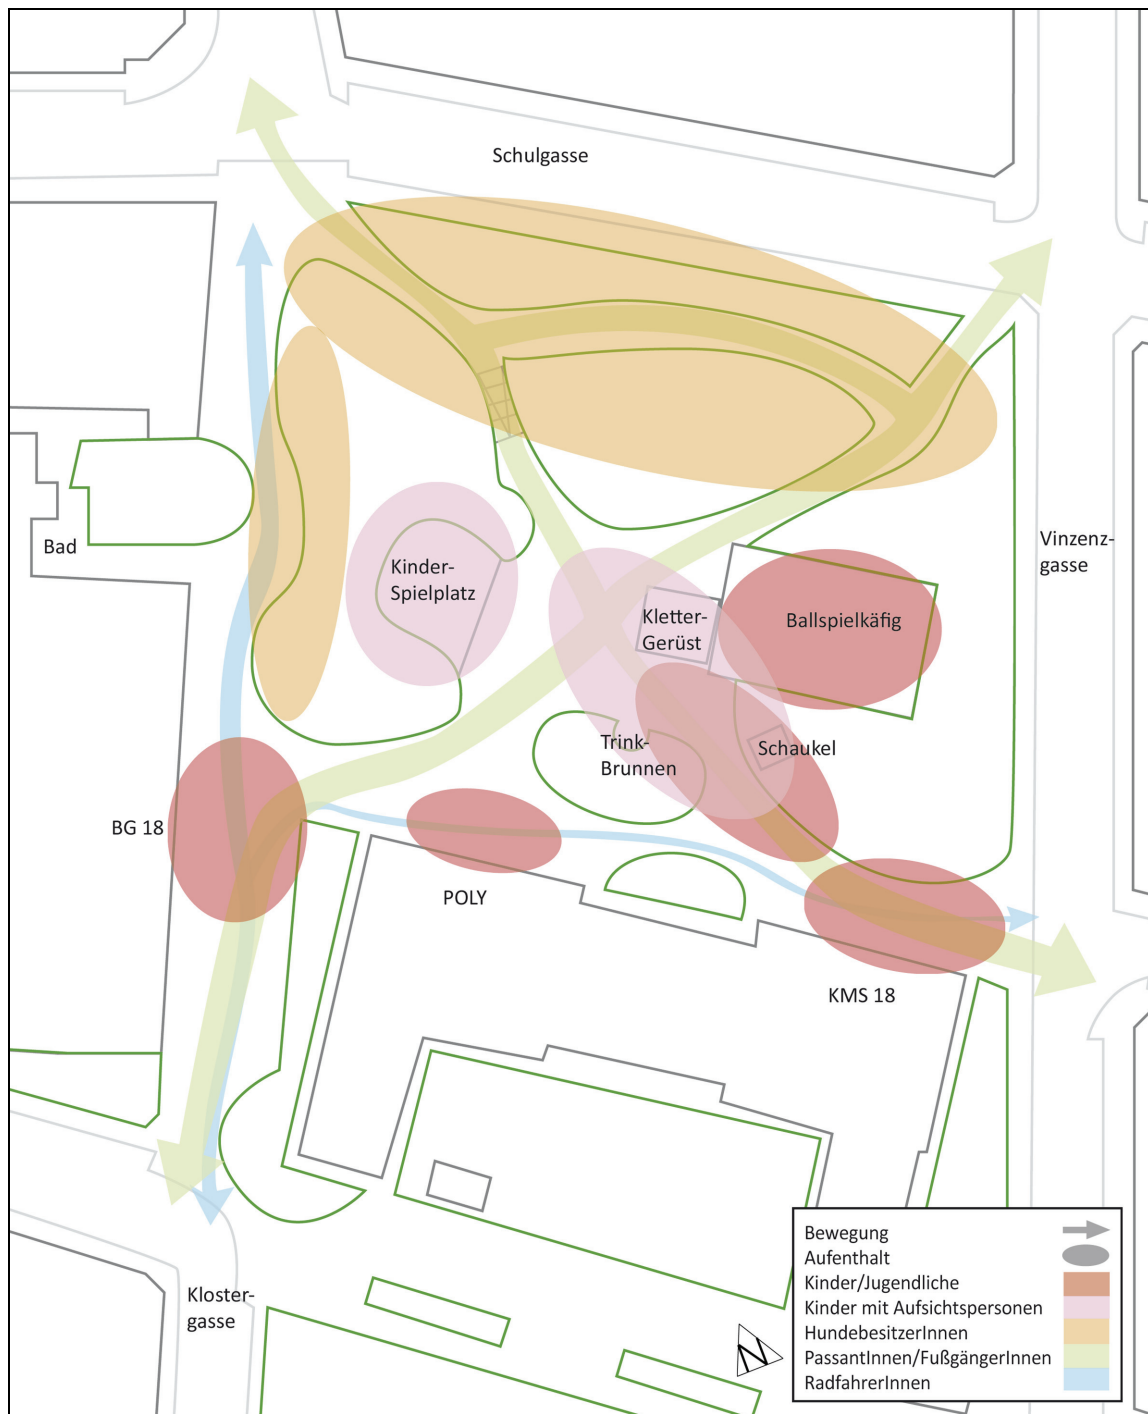 Schulgasse
Bad
Kinder-
Spielplatz
Kletter-
Gerüst
Ballspielkäfig
Vinzenz-
gasse
Trink-
Brunnen
Schaukel
BG 18
POLY
KMS 18
Kloster-
gasse
N
Bewegung
Aufenthalt
Kinder/Jugendliche
Kinder mit Aufsichtspersonen
HundebesitzerInnen
PassantInnen/FußgängerInnen
RadfahrerInnen